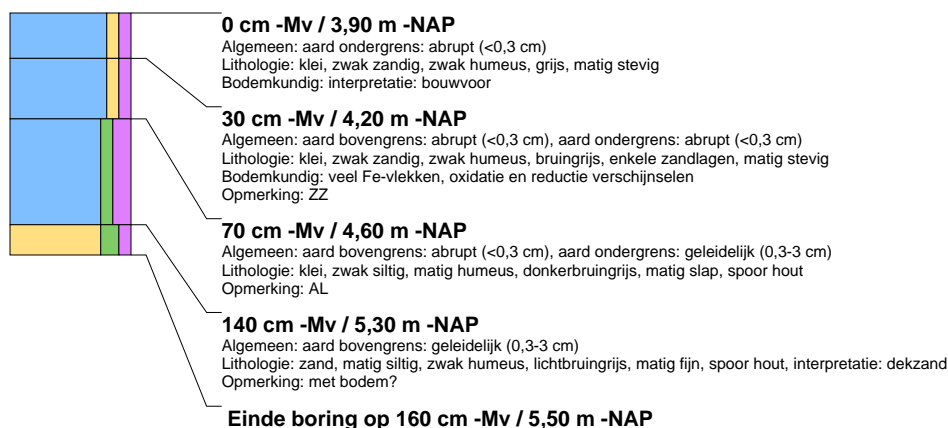 0 cm -Mv / 3,90 m -NAP
Algemeen: aard ondergrens: abrupt (<0,3 cm)
Lithologie: klei, zwak zandig, zwak humeus, grijs, matig stevig
Bodemkundig: interpretatie: bouwvoor
30 cm -Mv / 4,20 m -NAP
Algemeen: aard bovengrens: abrupt (<0,3 cm), aard ondergrens: abrupt (<0,3 cm)
Lithologie: klei, zwak zandig, zwak humeus, bruingrijs, enkele zandlagen, matig stevig
Bodemkundig: veel Fe-vlekken, oxidatie en reductie verschijnselen
Opmerking: ZZ
70 cm -Mv / 4,60 m -NAP
Algemeen: aard bovengrens: abrupt (<0,3 cm), aard ondergrens: geleidelijk (0,3-3 cm)
Lithologie: klei, zwak siltig, matig humeus, donkerbruingrijs, matig slap, spoor hout
Opmerking: AL
140 cm -Mv / 5,30 m -NAP
Algemeen: aard bovengrens: geleidelijk (0,3-3 cm)
Lithologie: zand, matig siltig, zwak humeus, lichtbruingrijs, matig fijn, spoor hout, interpretatie: dekzand
Opmerking: met bodem?
Einde boring op 160 cm -Mv / 5,50 m -NAP